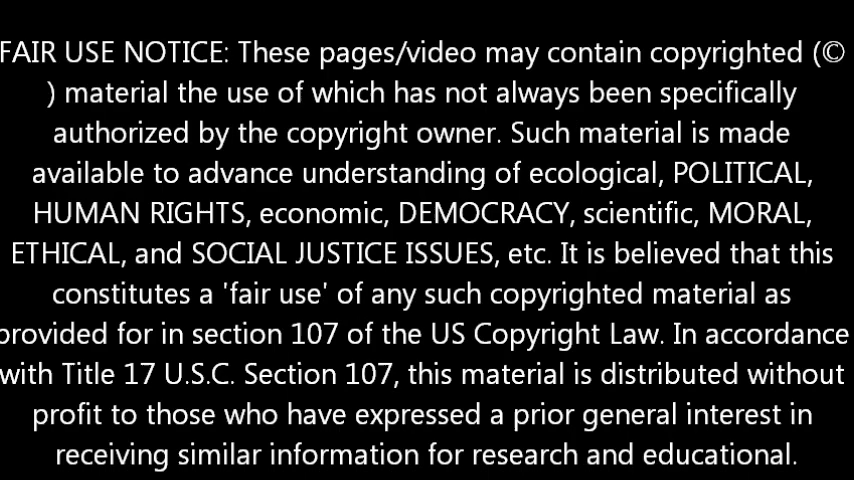 FAIR USE NOTICE: These pages/video may contain copyrighted (©
) material the use of which has not always been specifically
authorized by the copyright owner. Such material is made
available to advance understanding of ecological, POLITICAL,
HUMAN RIGHTS, economic, DEMOCRACY, scientific, MORAL,
ETHICAL, and SOCIAL JUSTICE ISSUES, etc. It is believed that this
constitutes a 'fair use' of any such copyrighted material as
provided for in section 107 of the US Copyright Law. In accordance
with Title 17 U.S.C. Section 107, this material is distributed without
profit to those who have expressed a prior general interest in
receiving similar information for research and educational.